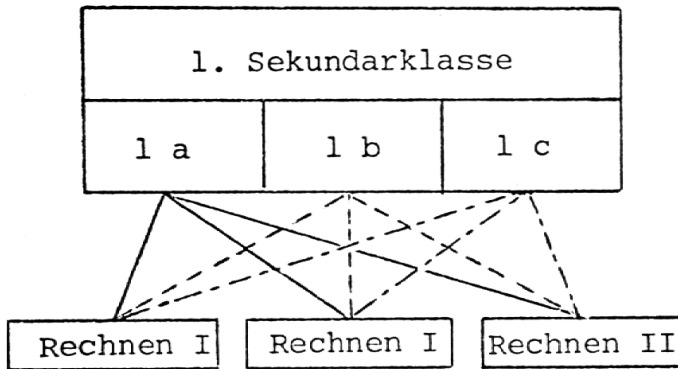 1. Sekundarklasse
1 a 1 b 1 c
Rechnen I Rechnen I Rechnen II